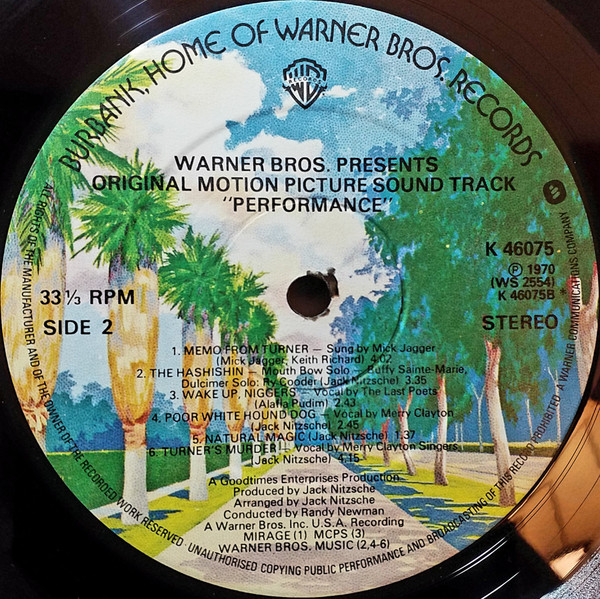 BURBANK, HOME OF WARNER BROS. RECORDS
RECORDS
WARNER BROS. PRESENTS
ORIGINAL MOTION PICTURE SOUND TRACK
"PERFORMANCE"
K 46075
℗ 1970
(WS 2554)
K 46075B *
33 ⅓ RPM
SIDE 2
STEREO
1. MEMO FROM TURNER — Sung by Mick Jagger
(Mick Jagger, Keith Richard) 4.02
2. THE HASHISHIN — Mouth Bow Solo — Buffy Sainte-Marie,
Dulcimer Solo: Ry Cooder (Jack Nitzsche) 3.35
3. WAKE UP, NIGGERS — Vocal by The Last Poets
(Alafia Pudim) 2.43
4. POOR WHITE HOUND DOG — Vocal by Merry Clayton
(Jack Nitzsche) 2.45
5. NATURAL MAGIC (Jack Nitzsche) 1.37
6. TURNER'S MURDER — Vocal by Merry Clayton Singers
(Jack Nitzsche) 4.15
A Goodtimes Enterprises Production
Produced by Jack Nitzsche
Arranged by Jack Nitzsche
Conducted by Randy Newman
A Warner Bros. Inc. U.S.A. Recording
MIRAGE (1) MCPS (3)
WARNER BROS. MUSIC (2,4-6)
ALL RIGHTS OF THE MANUFACTURER AND OF THE OWNER OF THE RECORDED WORK RESERVED · UNAUTHORISED COPYING PUBLIC PERFORMANCE AND BROADCASTING OF THIS RECORD PROHIBITED · A WARNER COMMUNICATIONS COMPANY